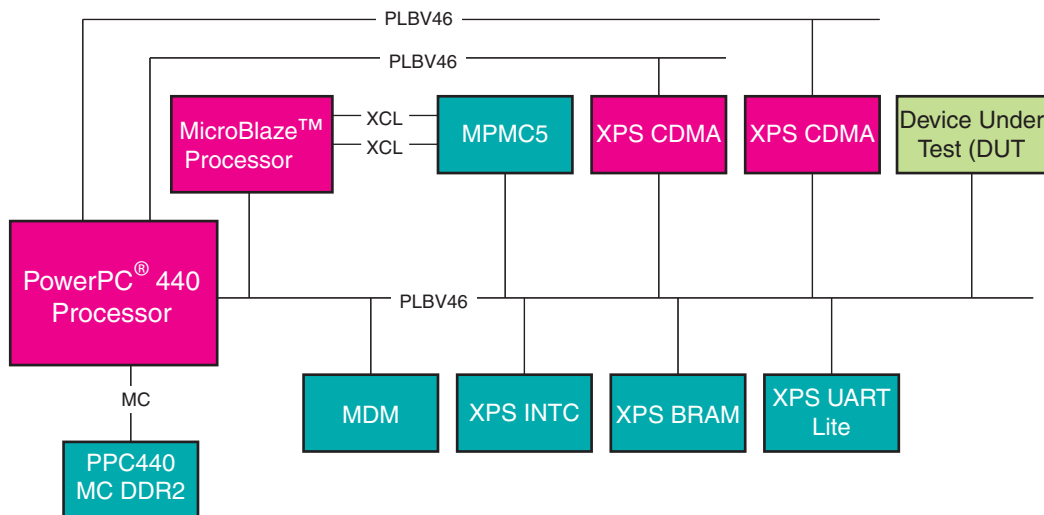 PLBV46
PLBV46
MicroBlaze™
Processor
XCL
XCL
MPMC5
XPS CDMA
XPS CDMA
Device Under
Test (DUT
PowerPC® 440
Processor
PLBV46
MC
MDM
XPS INTC
XPS BRAM
XPS UART
Lite
PPC440
MC DDR2